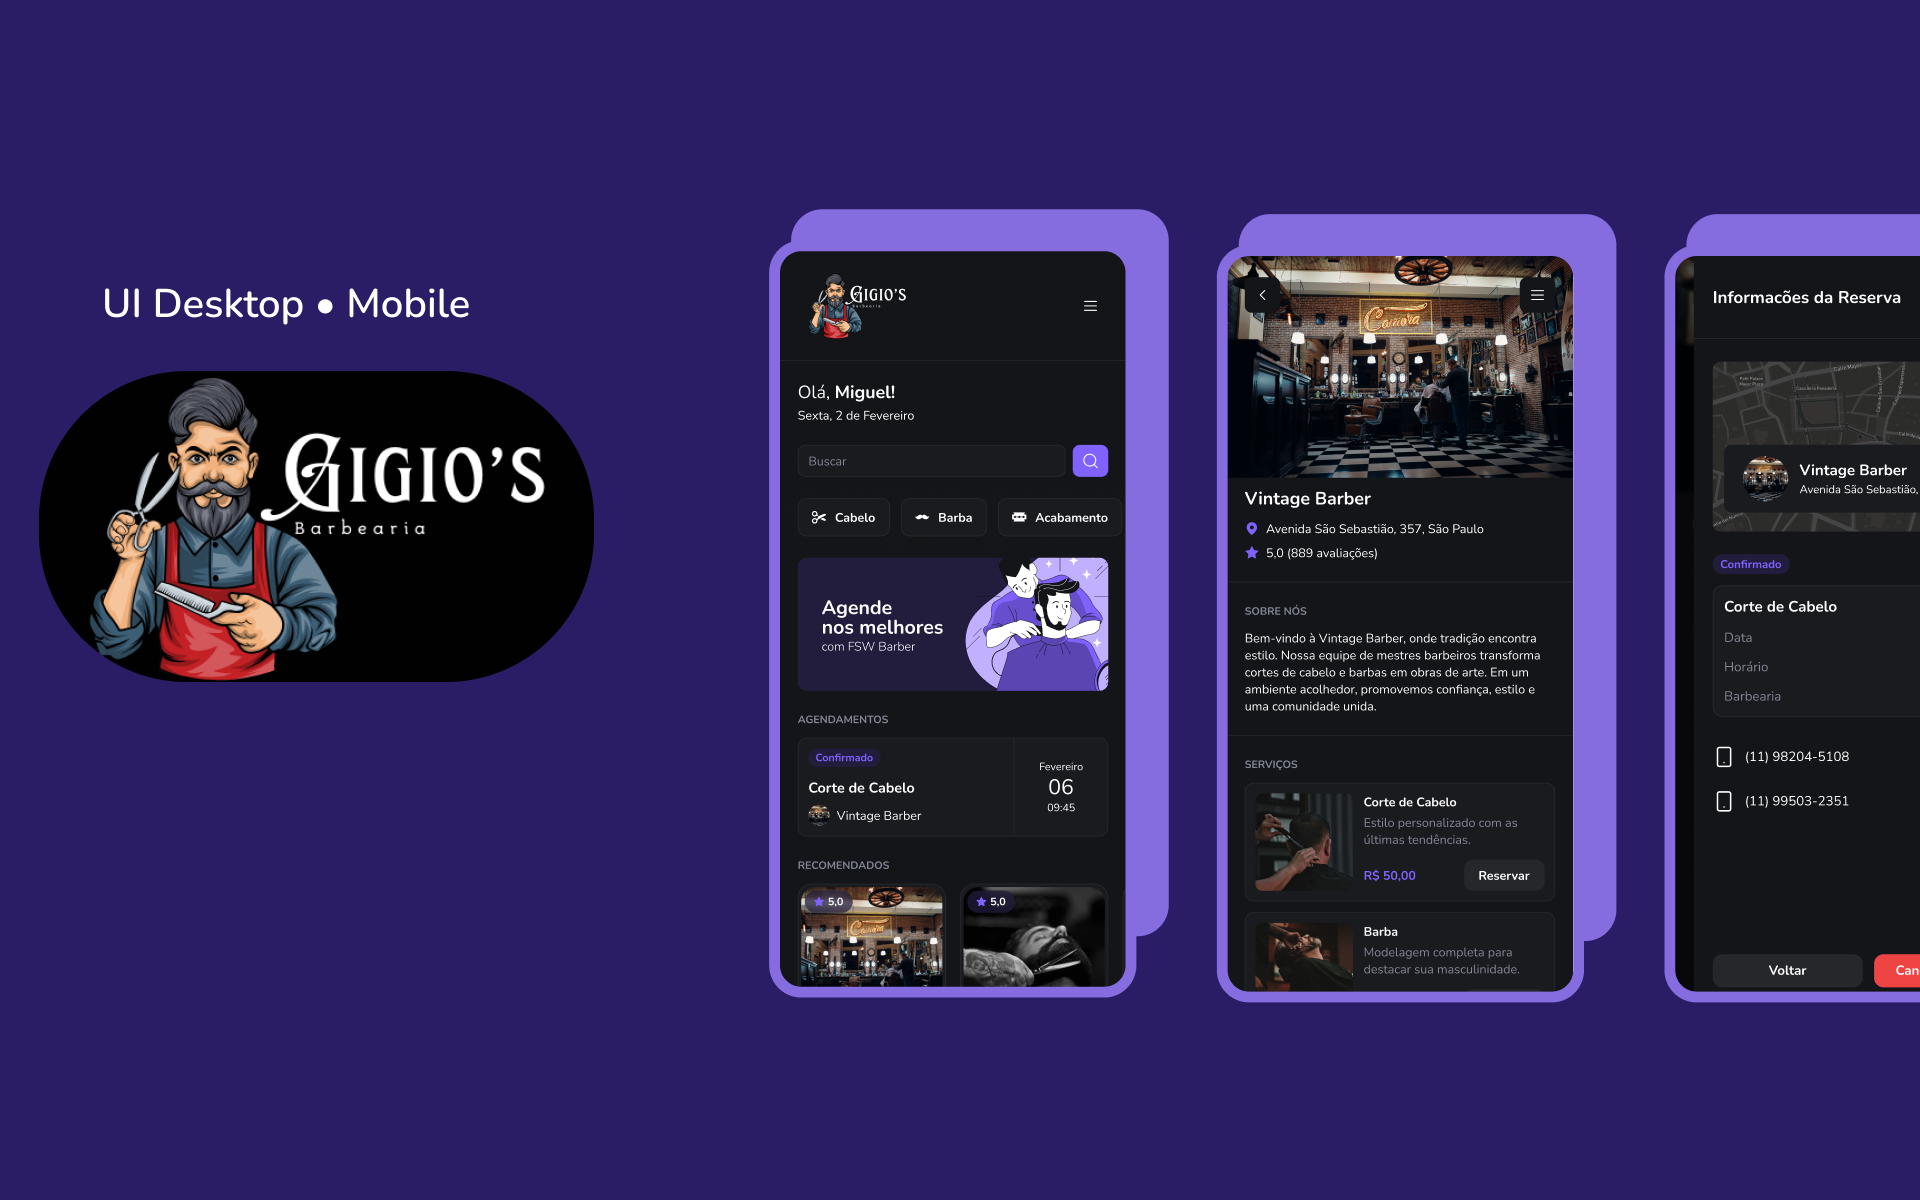 UI Desktop • Mobile
GIGIO'S
Barbearia
GIGIO'S
Barbearia
Olá, Miguel!
Sexta, 2 de Fevereiro
Buscar
Cabelo
Barba
Acabamento
Agende
nos melhores
com FSW Barber
AGENDAMENTOS
Confirmado
Corte de Cabelo
Vintage Barber
Fevereiro
06
09:45
RECOMENDADOS
5,0
5,0
Vintage Barber
Avenida São Sebastião, 357, São Paulo
5,0 (889 avaliações)
SOBRE NÓS
Bem-vindo à Vintage Barber, onde tradição encontra
estilo. Nossa equipe de mestres barbeiros transforma
cortes de cabelo e barbas em obras de arte. Em um
ambiente acolhedor, promovemos confiança, estilo e
uma comunidade unida.
SERVIÇOS
Corte de Cabelo
Estilo personalizado com as
últimas tendências.
R$ 50,00
Reservar
Barba
Modelagem completa para
destacar sua masculinidade.
Informacões da Reserva
Vintage Barber
Avenida São Sebastião,
Confirmado
Corte de Cabelo
Data
Horário
Barbearia
(11) 98204-5108
(11) 99503-2351
Voltar
Can